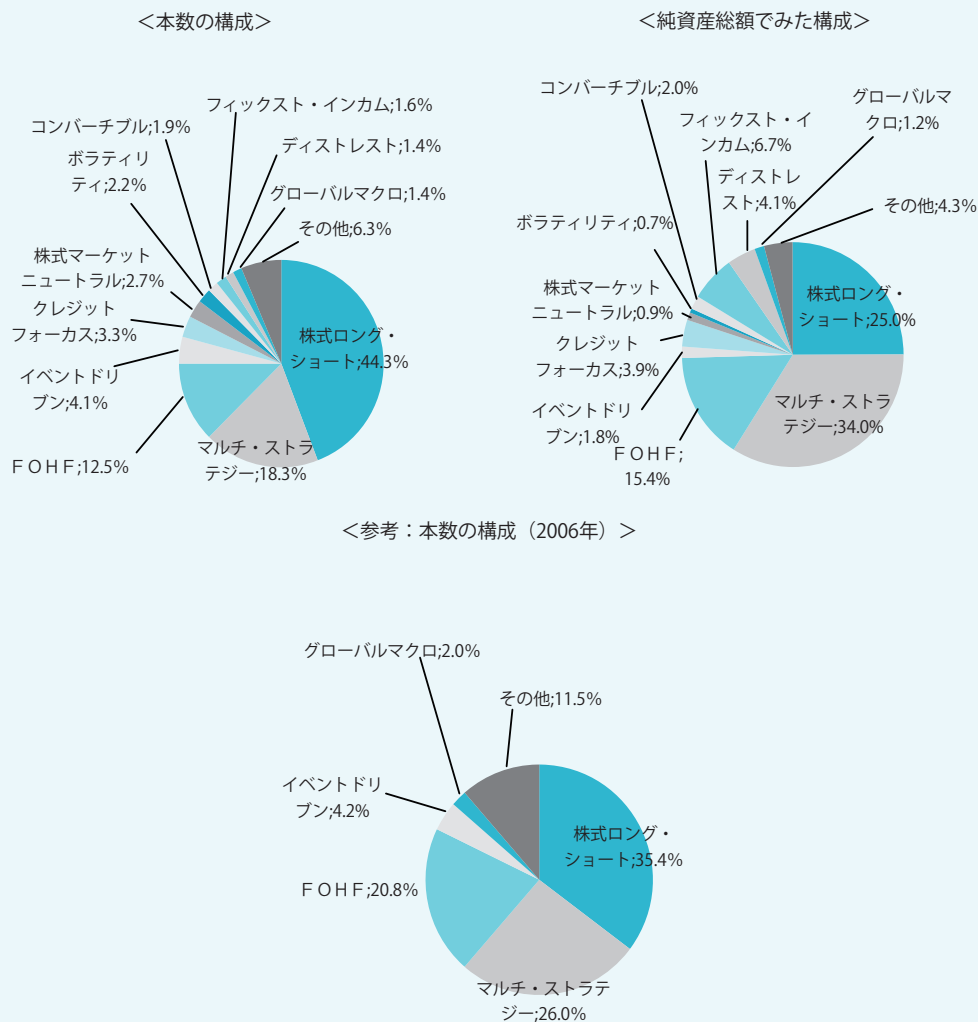 ＜本数の構成＞
フィックスト・インカム;1.6%
コンバーチブル;1.9%
ディストレスト;1.4%
ボラティリ
ティ;2.2%
グローバルマクロ;1.4%
その他;6.3%
株式マーケット
ニュートラル;2.7%
クレジット
フォーカス;3.3%
株式ロング・
ショート;44.3%
イベントドリ
ブン;4.1%
ＦＯＨＦ;12.5%
マルチ・ストラ
テジー;18.3%
＜純資産総額でみた構成＞
コンバーチブル;2.0%
グローバルマ
クロ;1.2%
フィックスト・イ
ンカム;6.7%
ディストレ
スト;4.1%
その他;4.3%
ボラティリティ;0.7%
株式マーケット
ニュートラル;0.9%
株式ロング・
ショート;25.0%
クレジット
フォーカス;3.9%
イベントドリ
ブン;1.8%
マルチ・ストラ
テジー;34.0%
ＦＯＨＦ;
15.4%
＜参考：本数の構成（2006年）＞
グローバルマクロ;2.0%
その他;11.5%
イベントドリ
ブン;4.2%
株式ロング・
ショート;35.4%
ＦＯＨＦ;20.8%
マルチ・ストラテ
ジー;26.0%